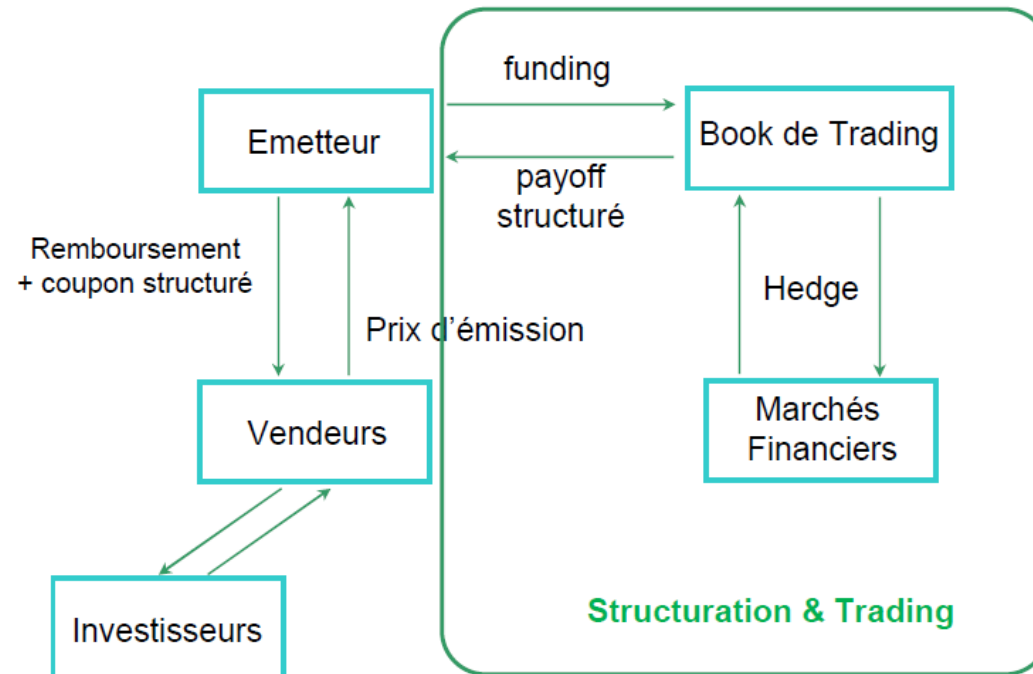 funding
Emetteur
Book de Trading
payoff
structuré
Remboursement
+ coupon structuré
Hedge
Prix d'émission
Vendeurs
Marchés
Financiers
Structuration & Trading
Investisseurs